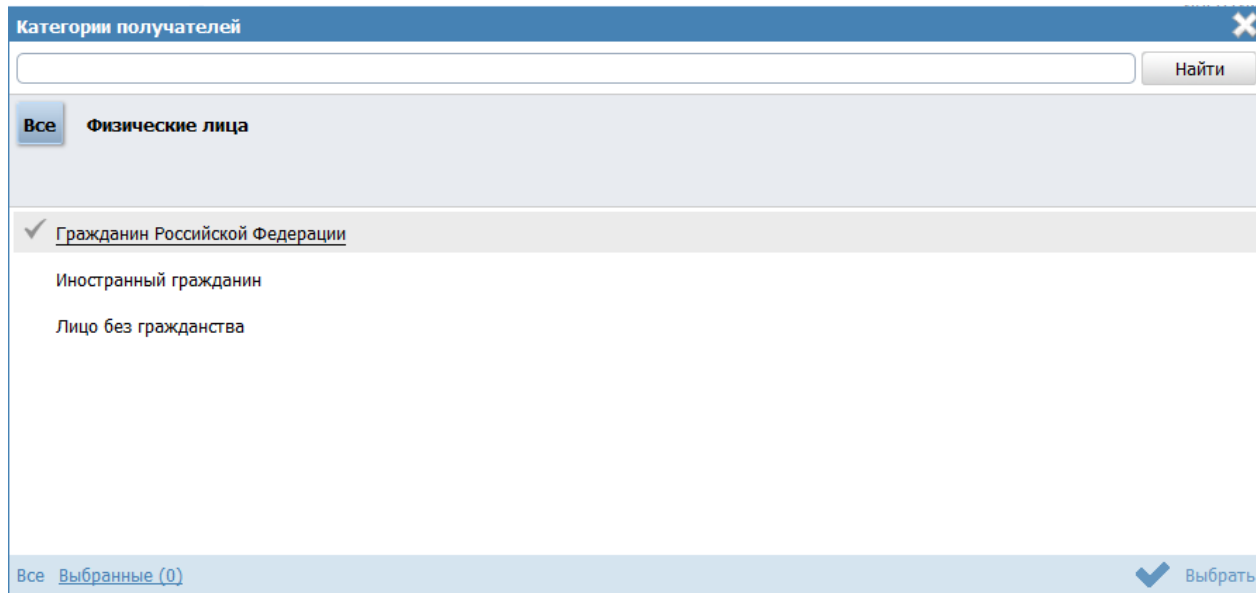 Категории получателей
Найти
Все Физические лица
Гражданин Российской Федерации
Иностранный гражданин
Лицо без гражданства
Все Выбранные (0) Выбрать